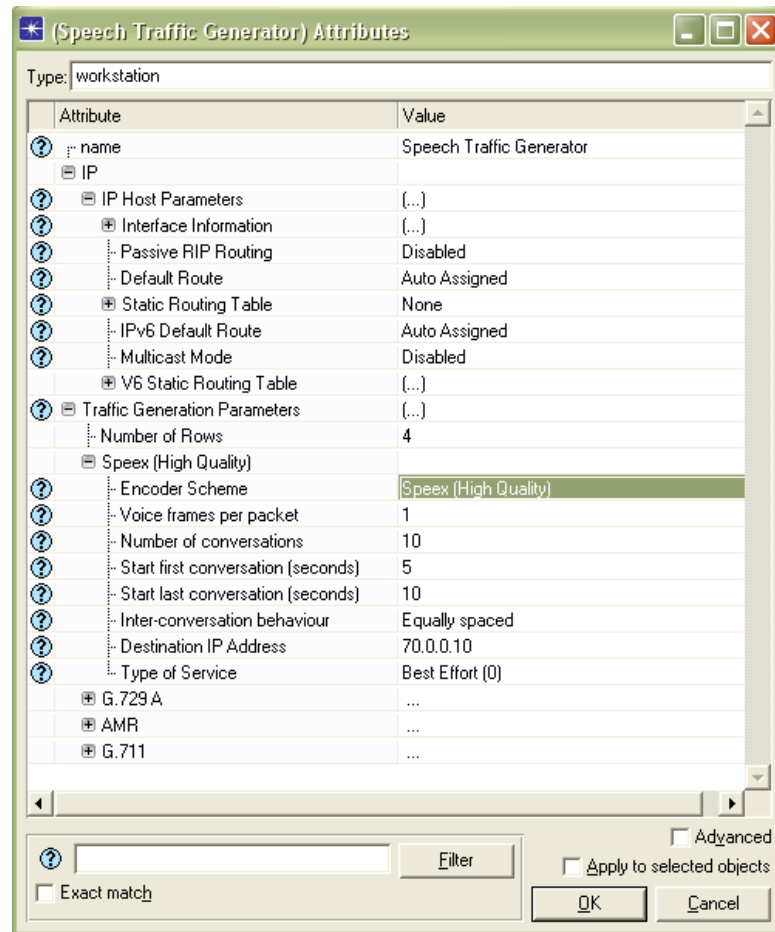 (Speech Traffic Generator) Attributes
Type: workstation
Attribute Value
name Speech Traffic Generator
IP
IP Host Parameters (...)
Interface Information (...)
Passive RIP Routing Disabled
Default Route Auto Assigned
Static Routing Table None
IPv6 Default Route Auto Assigned
Multicast Mode Disabled
V6 Static Routing Table (...)
Traffic Generation Parameters (...)
Number of Rows 4
Speex (High Quality)
Encoder Scheme Speex (High Quality)
Voice frames per packet 1
Number of conversations 10
Start first conversation (seconds) 5
Start last conversation (seconds) 10
Inter-conversation behaviour Equally spaced
Destination IP Address 70.0.0.10
Type of Service Best Effort (0)
G.729 A ...
AMR ...
G.711 ...
Advanced
Filter
Apply to selected objects
Exact match
OK Cancel